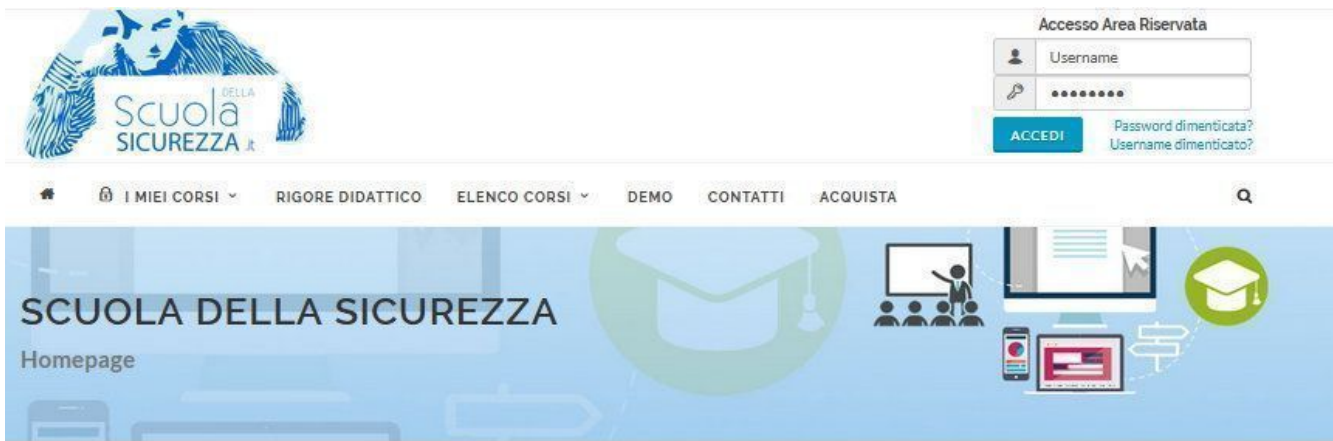 Scuola DELLA
SICUREZZA .it
Accesso Area Riservata
Username
••••••••
ACCEDI
Password dimenticata?
Username dimenticato?
I MIEI CORSI
RIGORE DIDATTICO
ELENCO CORSI
DEMO
CONTATTI
ACQUISTA
SCUOLA DELLA SICUREZZA
Homepage